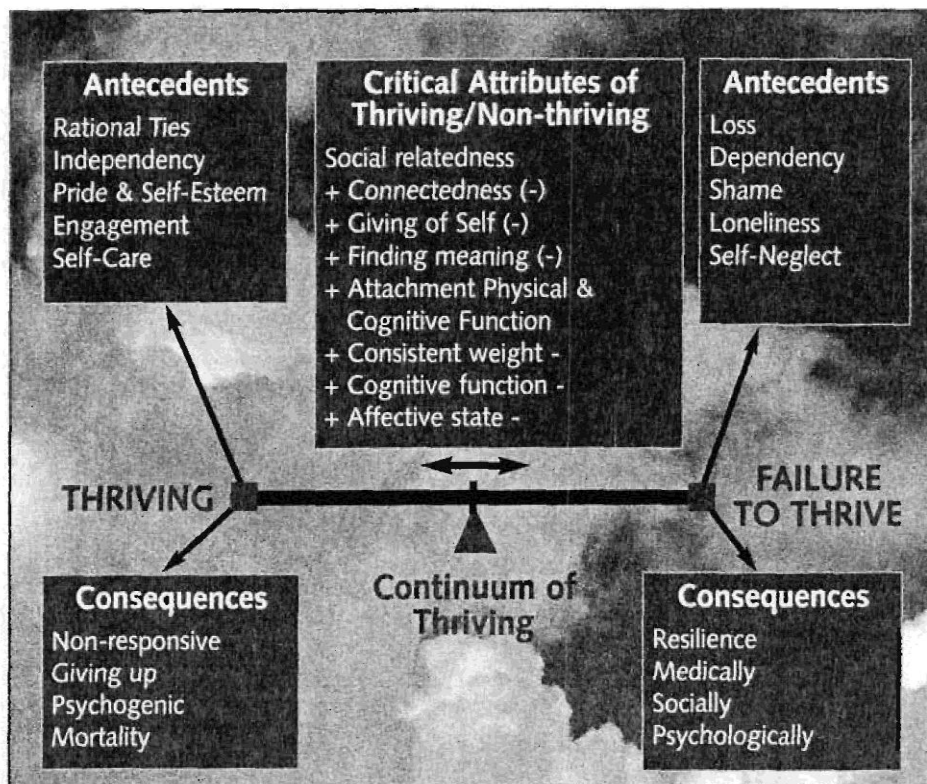 Antecedents
Rational Ties
Independency
Pride & Self-Esteem
Engagement
Self-Care
Critical Attributes of
Thriving/Non-thriving
Social relatedness
+ Connectedness (-)
+ Giving of Self (-)
+ Finding meaning (-)
+ Attachment Physical &
Cognitive Function
+ Consistent weight -
+ Cognitive function -
+ Affective state -
Antecedents
Loss
Dependency
Shame
Loneliness
Self-Neglect
THRIVING
FAILURE
TO THRIVE
Continuum of
Thriving
Consequences
Non-responsive
Giving up
Psychogenic
Mortality
Consequences
Resilience
Medically
Socially
Psychologically